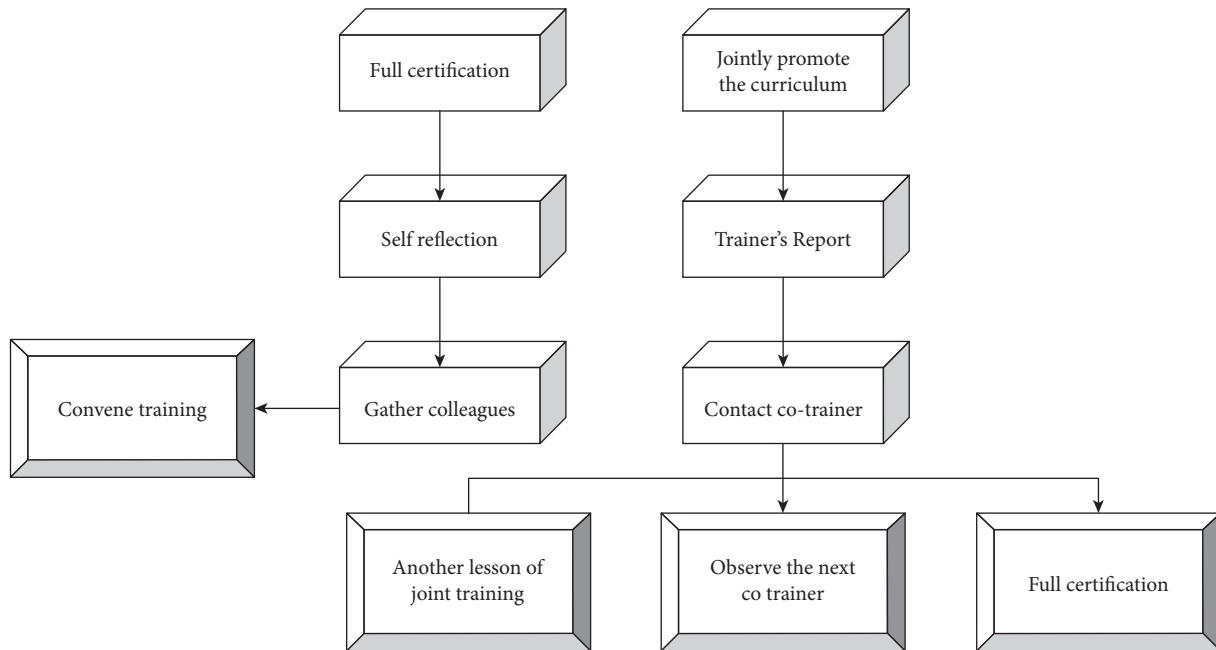 Full certification
Jointly promote
the curriculum
Self reflection
Trainer's Report
Convene training
Gather colleagues
Contact co-trainer
Another lesson of
joint training
Observe the next
co trainer
Full certification